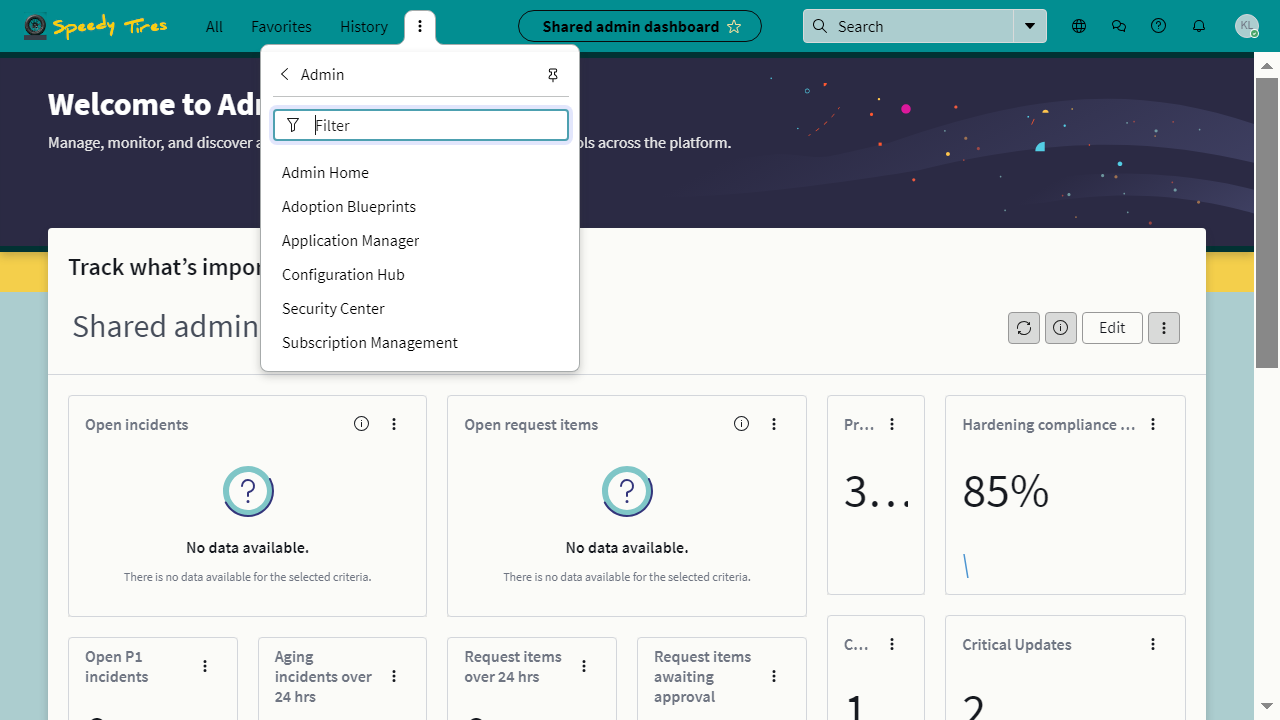 Speedy Tires
All
Favorites
History
Shared admin dashboard
Search
KL
Admin
Filter
Admin Home
Adoption Blueprints
Application Manager
Configuration Hub
Security Center
Subscription Management
Welcome to Ad
Manage, monitor, and discover a
ols across the platform.
Track what's impor
Shared admin
Edit
Open incidents
No data available.
There is no data available for the selected criteria.
Open request items
No data available.
There is no data available for the selected criteria.
Pr...
3...
Hardening compliance ...
85%
Open P1
incidents
Aging
incidents over
24 hrs
Request items
over 24 hrs
Request items
awaiting
approval
C...
1
Critical Updates
2